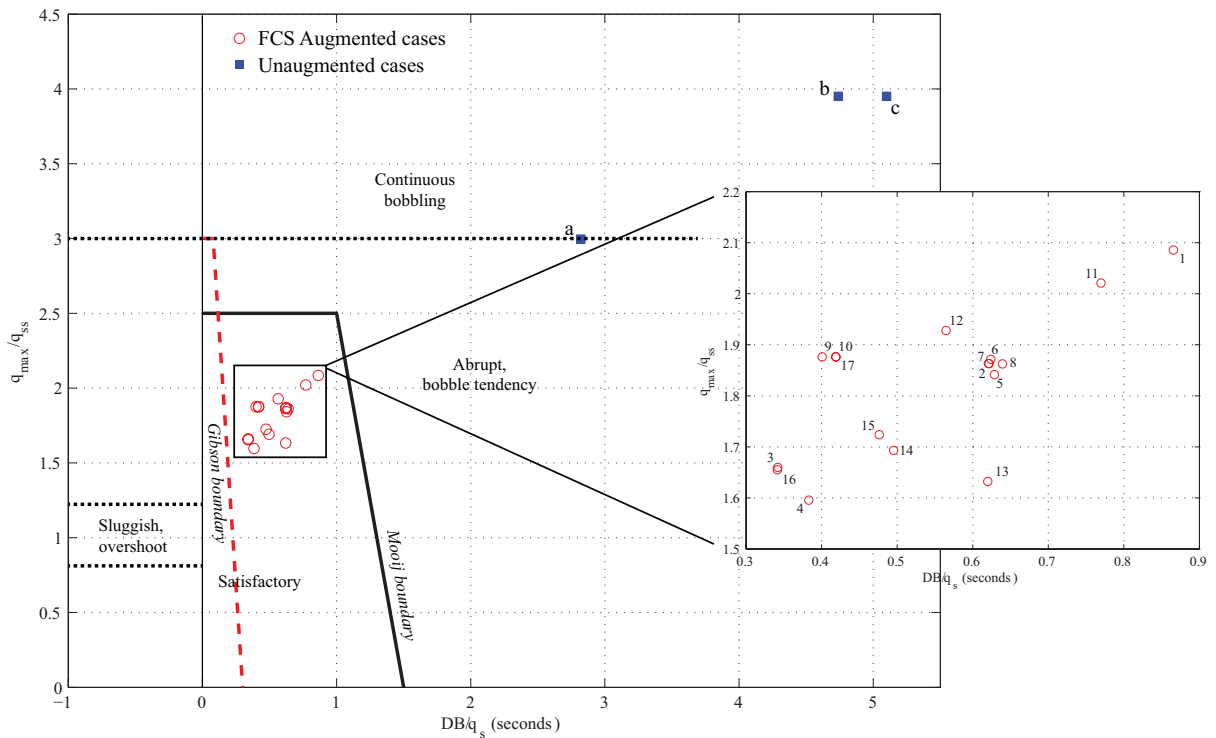 4.5
4
3.5
3
2.5
2
1.5
1
0.5
0
q_max/q_ss
FCS Augmented cases
Unaugmented cases
b
c
a
Continuous
bobbling
Abrupt,
bobble tendency
Gibson boundary
Sluggish,
overshoot
Satisfactory
Mooij boundary
−1
0
1
2
3
4
5
DB/q_s (seconds)
2.2
2.1
2
1.9
1.8
1.7
1.6
1.5
q_max/q_ss
1
11
12
9
10
17
7
6
8
2
5
15
14
3
16
13
4
0.3
0.4
0.5
0.6
0.7
0.8
0.9
DB/q_s (seconds)